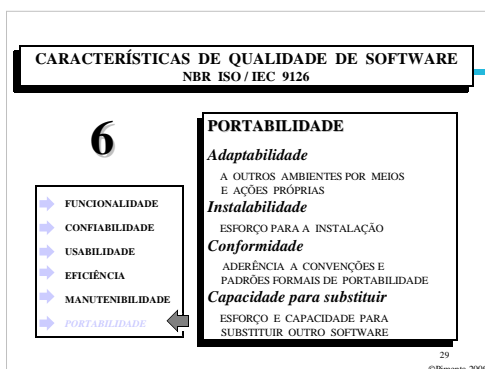 CARACTERÍSTICAS DE QUALIDADE DE SOFTWARE
NBR ISO / IEC 9126
6
FUNCIONALIDADE
CONFIABILIDADE
USABILIDADE
EFICIÊNCIA
MANUTENIBILIDADE
PORTABILIDADE
PORTABILIDADE
Adaptabilidade
A OUTROS AMBIENTES POR MEIOS
E AÇÕES PRÓPRIAS
Instalabilidade
ESFORÇO PARA A INSTALAÇÃO
Conformidade
ADERÊNCIA A CONVENÇÕES E
PADRÕES FORMAIS DE PORTABILIDADE
Capacidade para substituir
ESFORÇO E CAPACIDADE PARA
SUBSTITUIR OUTRO SOFTWARE
29